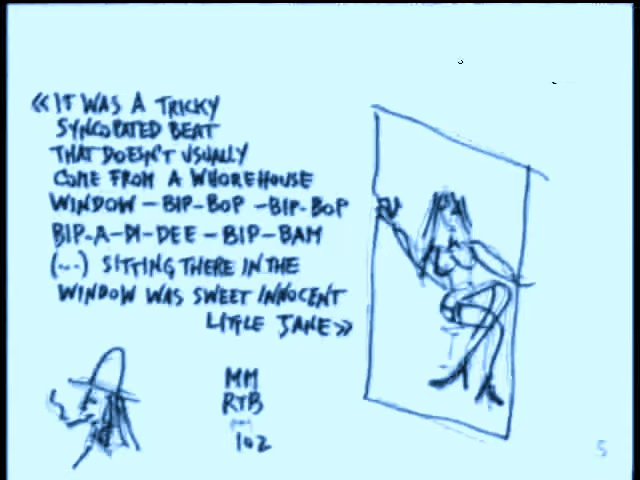 «IT WAS A TRICKY
SYNCOPATED BEAT
THAT DOESN'T USUALLY
COME FROM A WHOREHOUSE
WINDOW - BIP-BOP - BIP-BOP
BIP-A-DI-DEE - BIP-BAM
(...) SITTING THERE IN THE
WINDOW WAS SWEET INNOCENT
LITTLE JANE»
MM
RTB
102
5